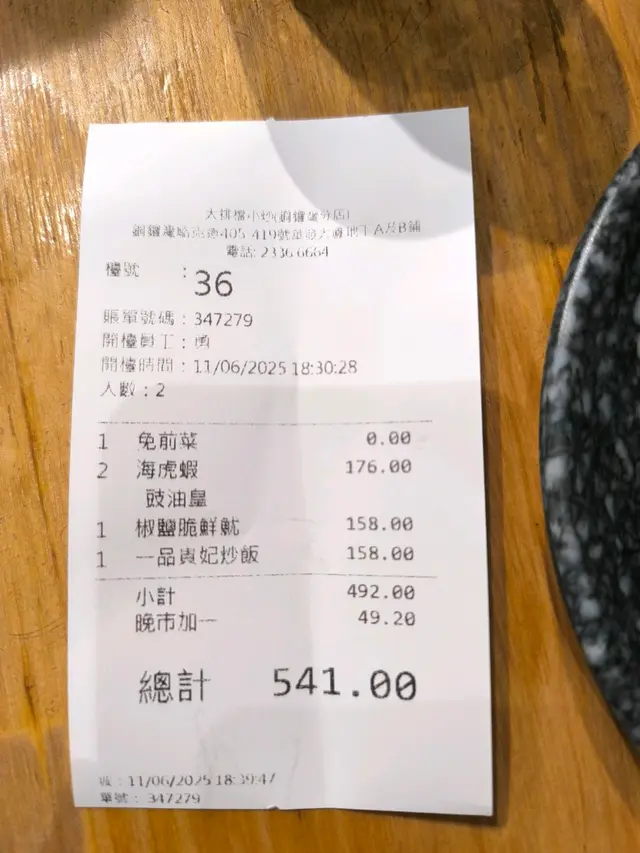 大排檔小炒(銅鑼灣分店)
銅鑼灣駱克道405-419號華海大廈地下A及B舖
電話: 2336 6664
檯號 : 36
賬單號碼 : 347279
開檯員工 : 勇
開檯時間 : 11/06/2025 18:30:28
人數 : 2
1 免前菜 0.00
2 海虎蝦 176.00
豉油皇
1 椒鹽脆鮮魷 158.00
1 一品貴妃炒飯 158.00
小計 492.00
晚市加一 49.20
總計 541.00
: 11/06/2025 18:39:47
單號 : 347279